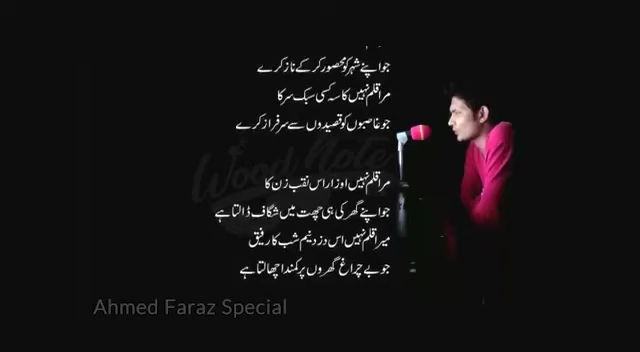 جو اپنے شہر کو محصور کر کے ناز کرے
مرا قلم نہیں کاسہ کسی سبک سر کا
جو غاصبوں کو قصیدوں سے سرفراز کرے
مرا قلم نہیں اوزار اس نقب زن کا
جو اپنے گھر کی ہی چھت میں شگاف ڈالتا ہے
میرا قلم نہیں اس دزد نیم شب کا رفیق
جو بے چراغ گھروں پر کمند اچھالتا ہے
Wood Note
Ahmed Faraz Special